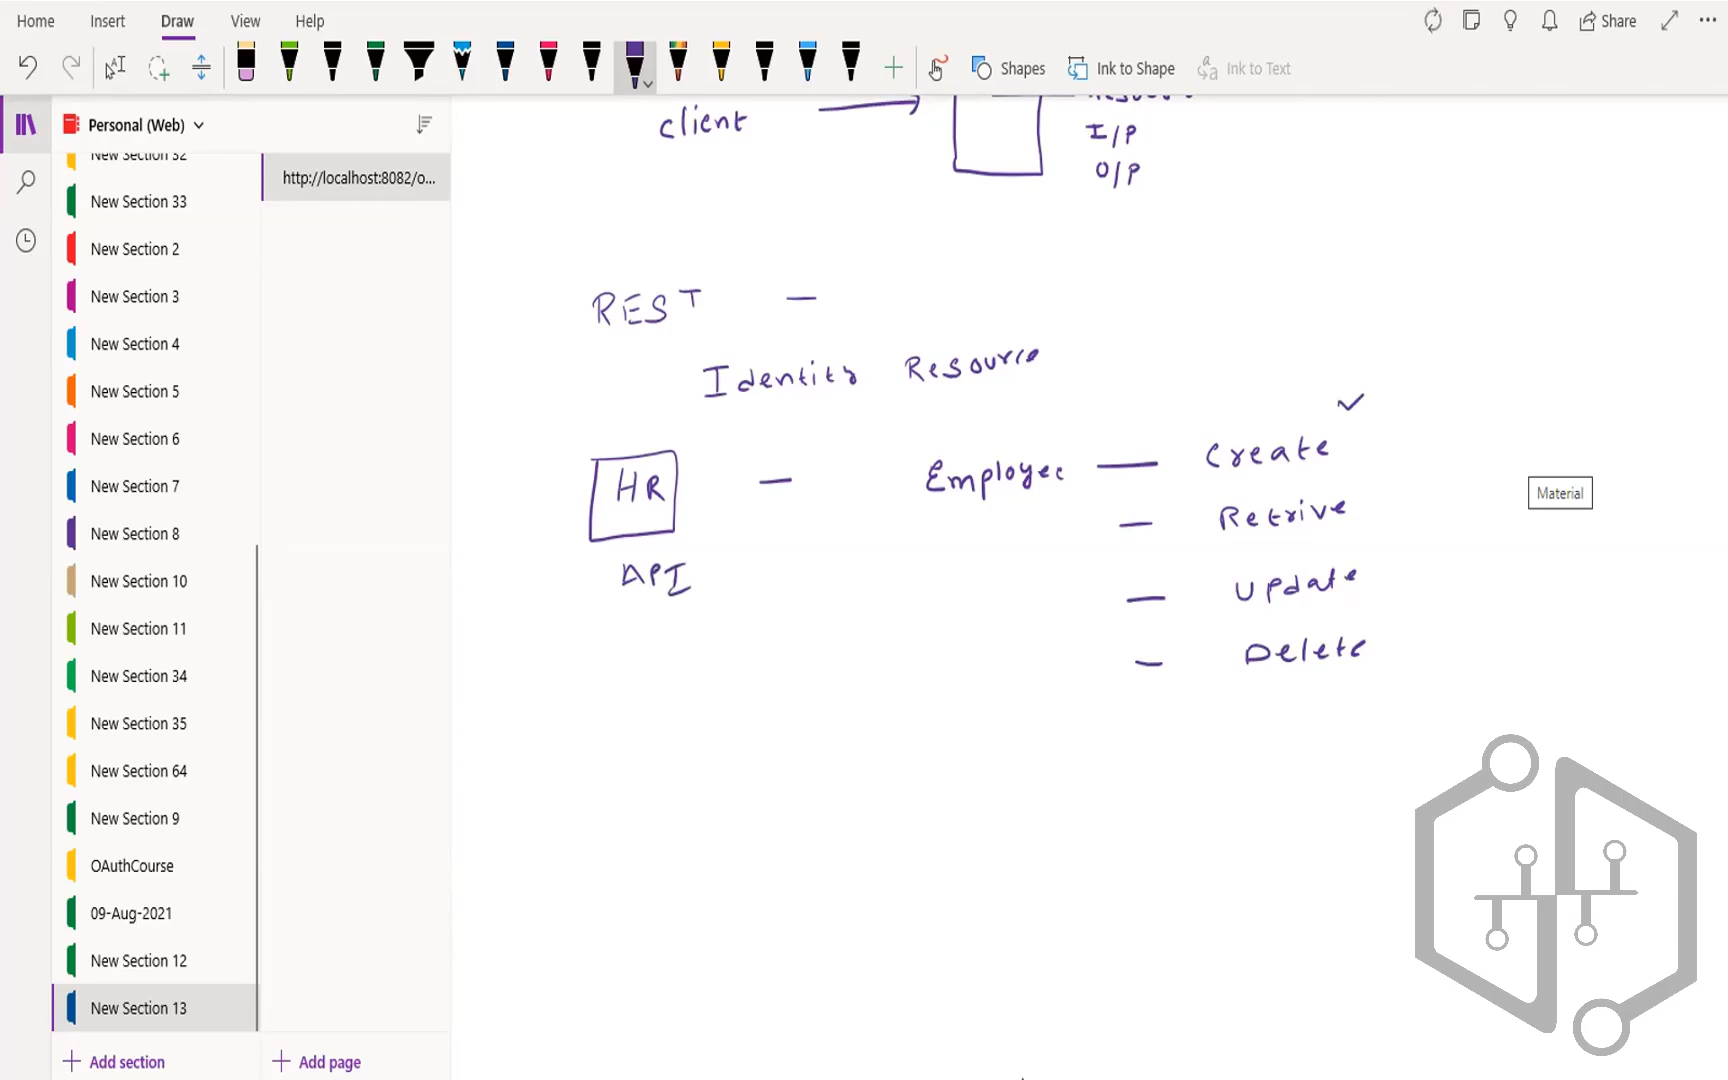 Home Insert Draw View Help
Share
Shapes Ink to Shape Ink to Text
Personal (Web)
New Section 32
New Section 33
New Section 2
New Section 3
New Section 4
New Section 5
New Section 6
New Section 7
New Section 8
New Section 10
New Section 11
New Section 34
New Section 35
New Section 64
New Section 9
OAuthCourse
09-Aug-2021
New Section 12
New Section 13
Add section
http://localhost:8082/o...
Add page
client
I/P
O/P
REST –
Identity Resource
HR – Employee — Create ✓
API
– Retrive
– Update
– Delete
Material